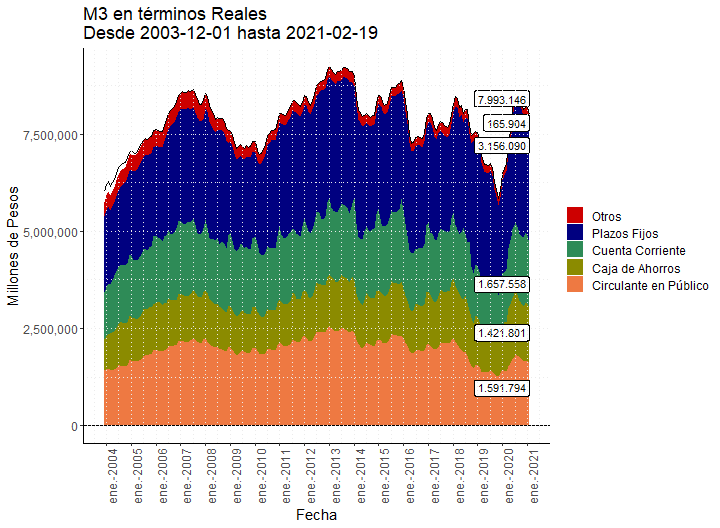 M3 en términos Reales
Desde 2003-12-01 hasta 2021-02-19
Millones de Pesos
7,500,000
5,000,000
2,500,000
0
7.993.146
165.904
3.156.090
1.657.558
1.421.801
1.591.794
Otros
Plazos Fijos
Cuenta Corriente
Caja de Ahorros
Circulante en Público
ene.-2004
ene.-2005
ene.-2006
ene.-2007
ene.-2008
ene.-2009
ene.-2010
ene.-2011
ene.-2012
ene.-2013
ene.-2014
ene.-2015
ene.-2016
ene.-2017
ene.-2018
ene.-2019
ene.-2020
ene.-2021
Fecha